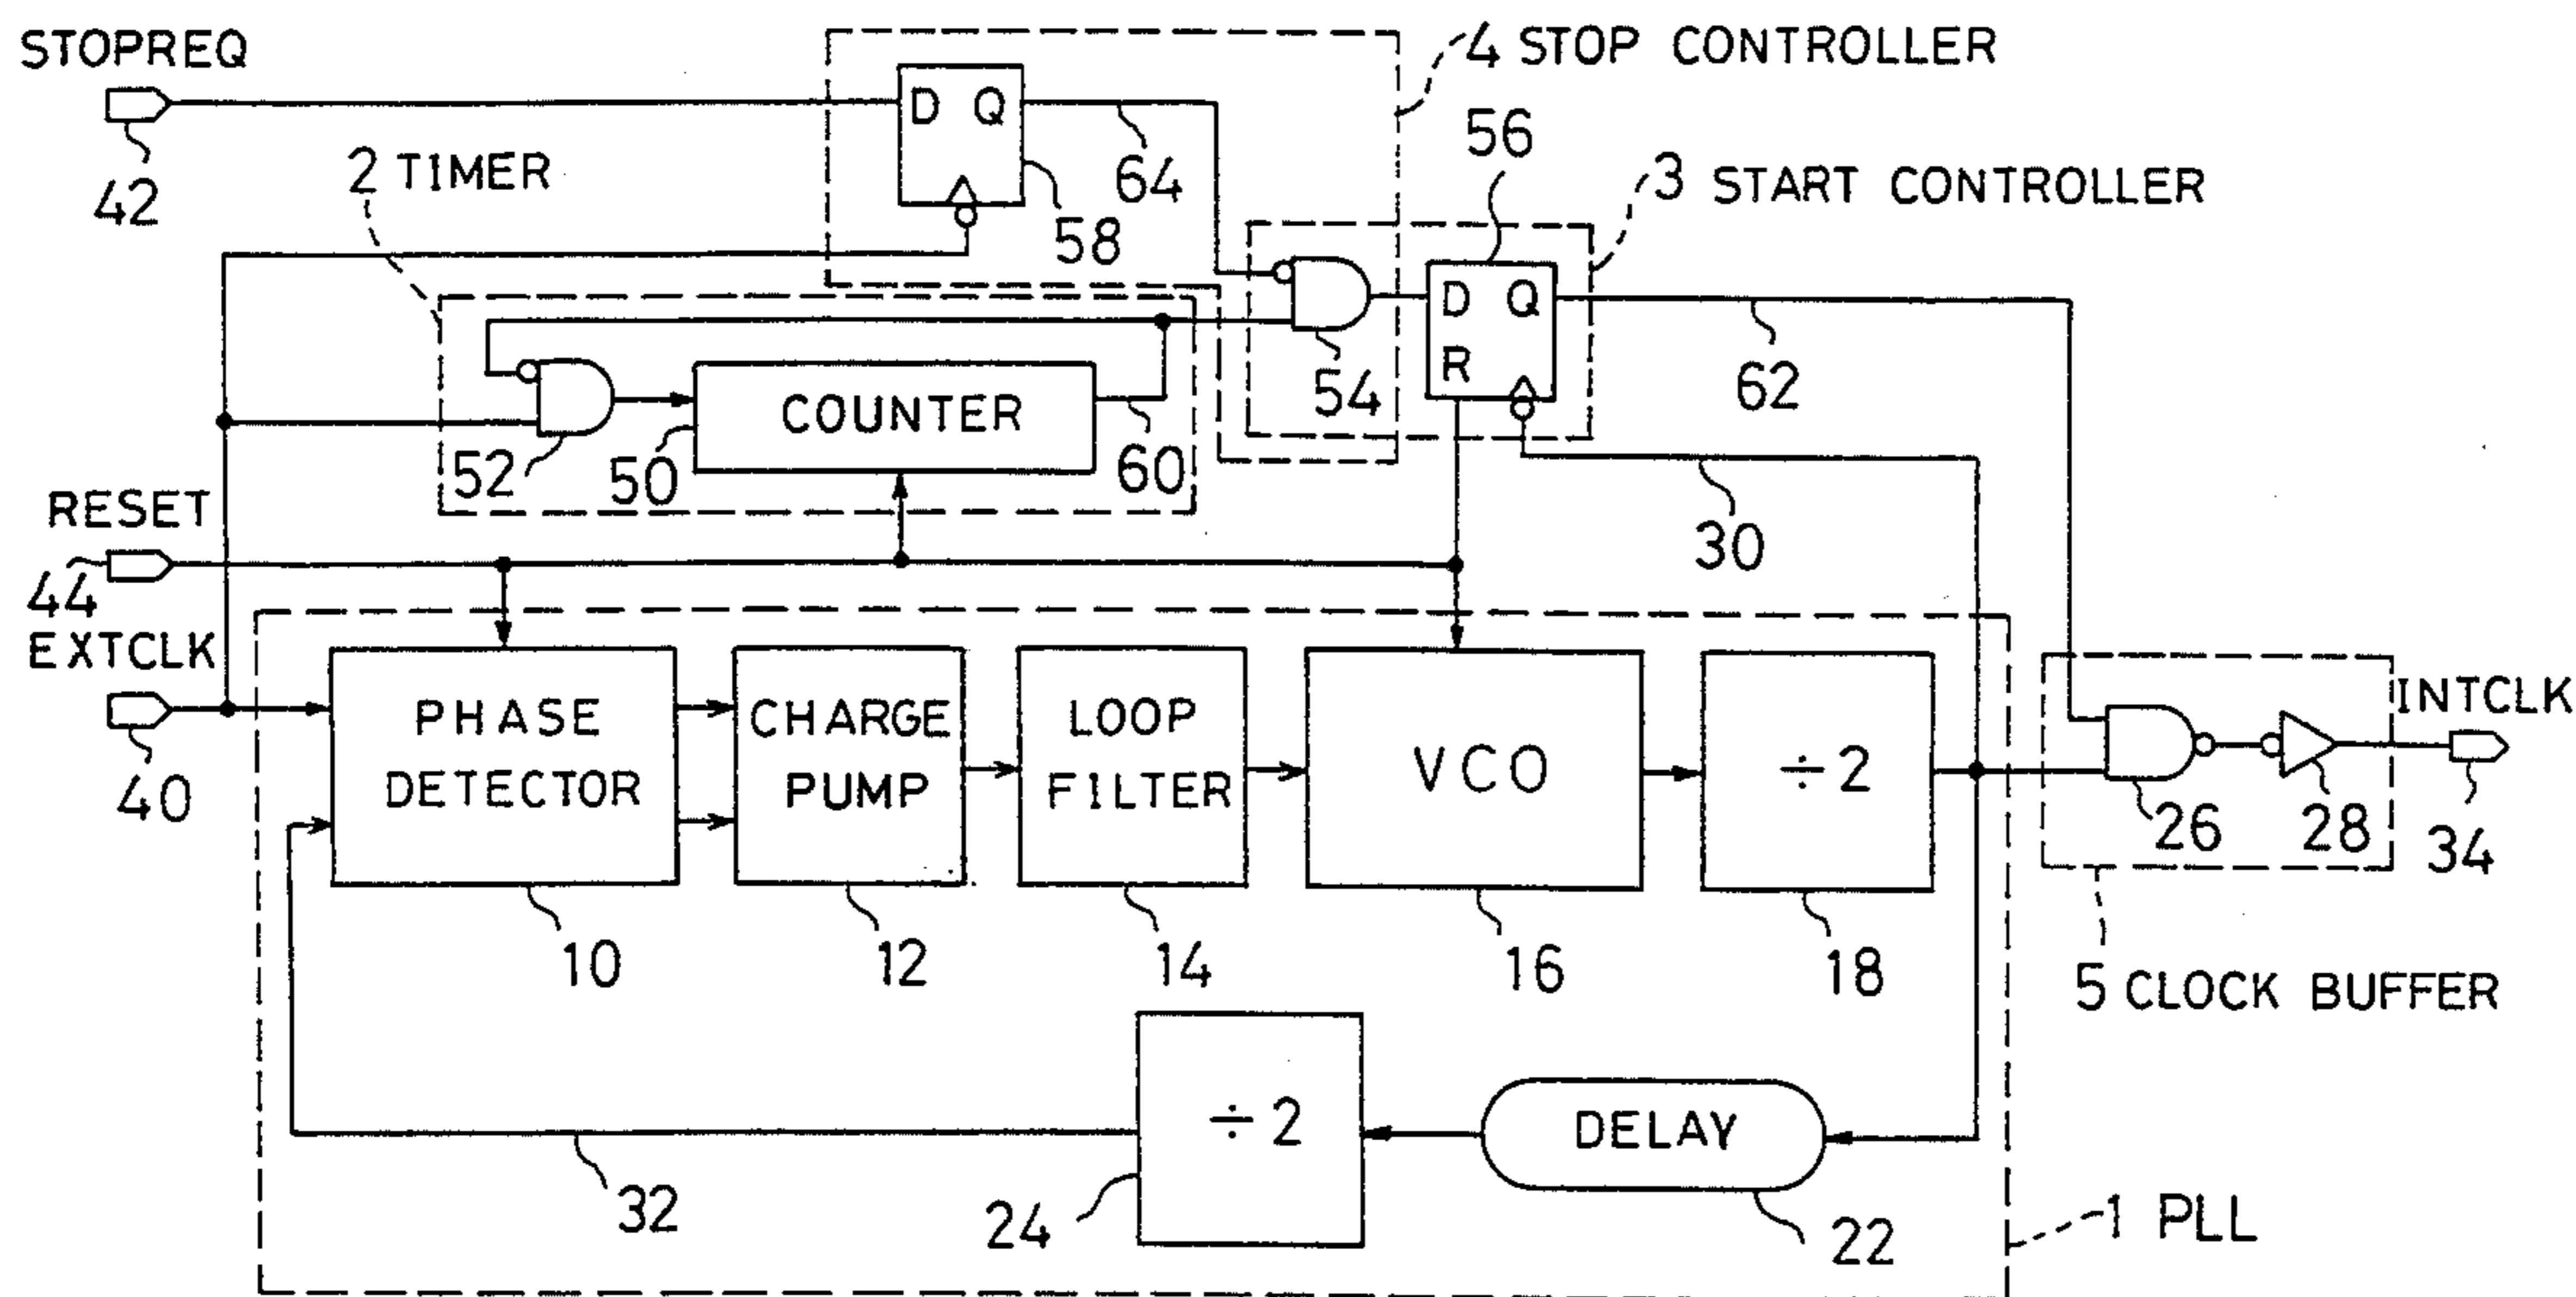 STOPREQ
42
2 TIMER
D Q
64
58
4 STOP CONTROLLER
56
3 START CONTROLLER
D Q
R
54
62
52
50
COUNTER
60
30
RESET
44
EXTCLK
40
PHASE
DETECTOR
10
CHARGE
PUMP
12
LOOP
FILTER
14
VCO
16
÷2
18
26
28
INTCLK
34
5 CLOCK BUFFER
32
÷2
24
DELAY
22
1 PLL